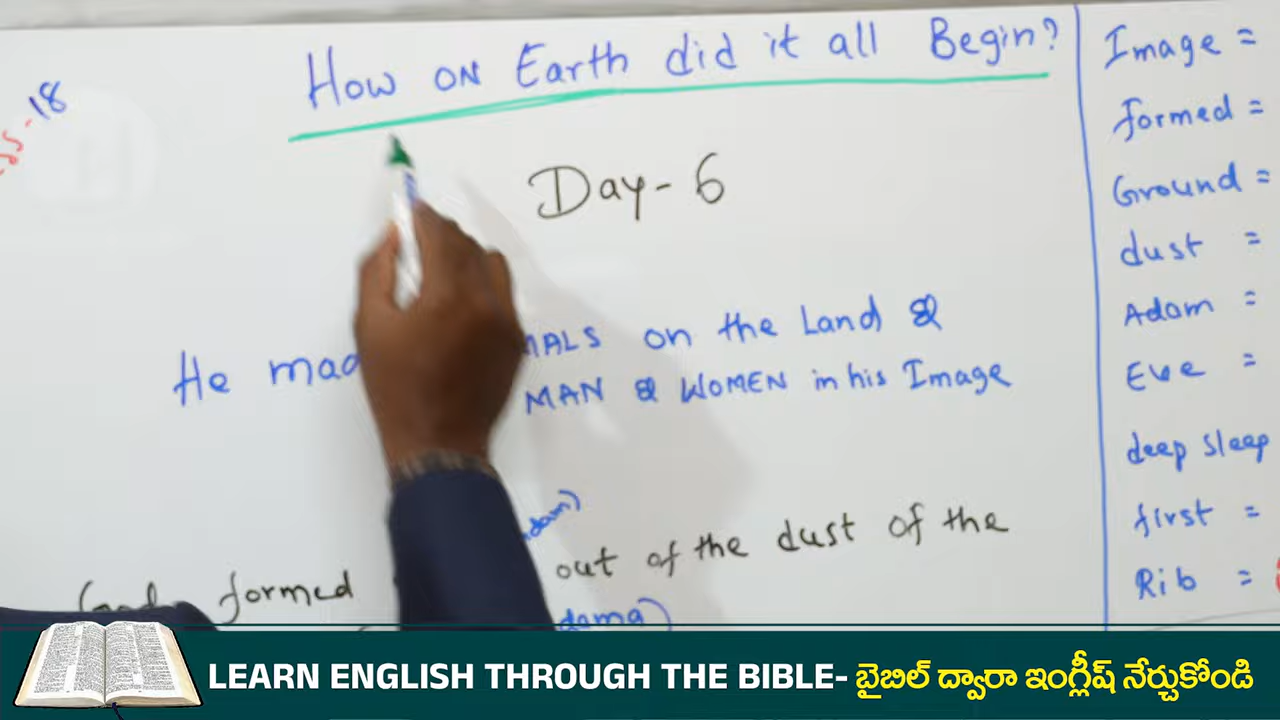 How ON Earth did it all Begin?
18
Day - 6
He on the Land &
MAN & WOMEN in his Image
formed out of the dust of the
Image =
formed =
Ground =
dust =
Adam =
Eve =
deep sleep
first =
Rib =
LEARN ENGLISH THROUGH THE BIBLE- బైబిల్ ద్వారా ఇంగ్లీష్ నేర్చుకోండి